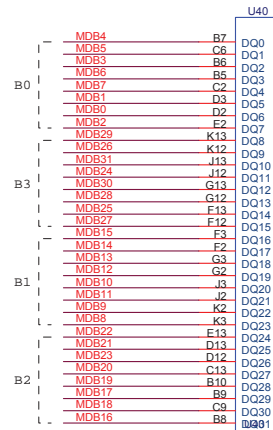 U40
MDB4 B7 DQ0
MDB5 C6 DQ1
MDB3 B6 DQ2
MDB6 B5 DQ3
B0 MDB7 C2 DQ4
MDB1 D3 DQ5
MDB0 D2 DQ6
MDB2 E2 DQ7
MDB29 K13 DQ8
MDB26 K12 DQ9
MDB31 J13 DQ10
MDB24 J12 DQ11
B3 MDB30 G13 DQ12
MDB28 G12 DQ13
MDB25 F13 DQ14
MDB27 F12 DQ15
MDB15 F3 DQ16
MDB14 F2 DQ17
MDB13 G3 DQ18
MDB12 G2 DQ19
B1 MDB10 J3 DQ20
MDB11 J2 DQ21
MDB9 K2 DQ22
MDB8 K3 DQ23
MDB22 E13 DQ24
MDB21 D13 DQ25
MDB23 D12 DQ26
MDB20 C13 DQ27
B2 MDB19 B10 DQ28
MDB17 B9 DQ29
MDB18 C9 DQ30
MDB16 B8